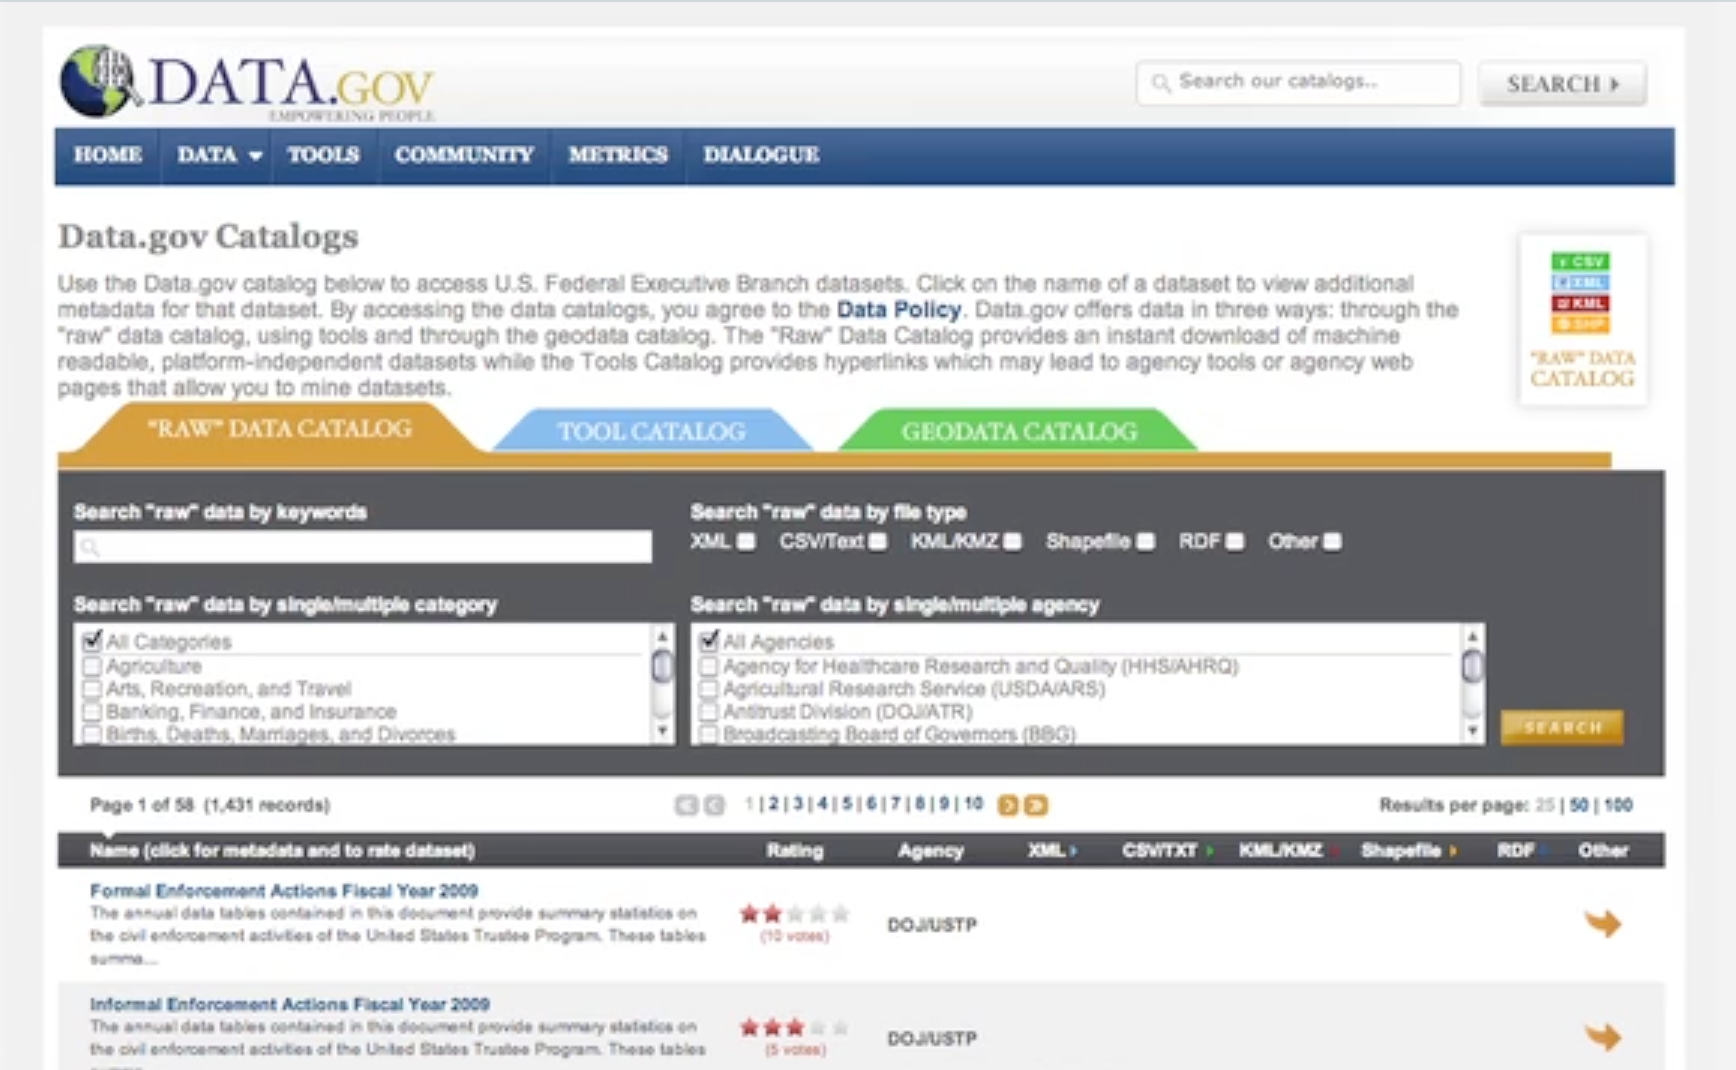 DATA.GOV
EMPOWERING PEOPLE
Search our catalogs..
SEARCH
HOME DATA TOOLS COMMUNITY METRICS DIALOGUE
Data.gov Catalogs
Use the Data.gov catalog below to access U.S. Federal Executive Branch datasets. Click on the name of a dataset to view additional
metadata for that dataset. By accessing the data catalogs, you agree to the Data Policy. Data.gov offers data in three ways: through the
"raw" data catalog, using tools and through the geodata catalog. The "Raw" Data Catalog provides an instant download of machine
readable, platform-independent datasets while the Tools Catalog provides hyperlinks which may lead to agency tools or agency web
pages that allow you to mine datasets.
CSV
XML
KML
SHP
"RAW" DATA
CATALOG
"RAW" DATA CATALOG
TOOL CATALOG
GEODATA CATALOG
Search "raw" data by keywords
Search "raw" data by file type
XML CSV/Text KML/KMZ Shapefile RDF Other
Search "raw" data by single/multiple category
All Categories
Agriculture
Arts, Recreation, and Travel
Banking, Finance, and Insurance
Births, Deaths, Marriages, and Divorces
Search "raw" data by single/multiple agency
All Agencies
Agency for Healthcare Research and Quality (HHS/AHRQ)
Agricultural Research Service (USDA/ARS)
Antitrust Division (DOJ/ATR)
Broadcasting Board of Governors (BBG)
SEARCH
Page 1 of 58 (1,431 records)
1 | 2 | 3 | 4 | 5 | 6 | 7 | 8 | 9 | 10
Results per page: 25 | 50 | 100
Name (click for metadata and to rate dataset) Rating Agency XML CSV/TXT KML/KMZ Shapefile RDF Other
Formal Enforcement Actions Fiscal Year 2009
The annual data tables contained in this document provide summary statistics on
the civil enforcement activities of the United States Trustee Program. These tables
summa...
(10 votes)
DOJ/USTP
Informal Enforcement Actions Fiscal Year 2009
The annual data tables contained in this document provide summary statistics on
the civil enforcement activities of the United States Trustee Program. These tables
(5 votes)
DOJ/USTP